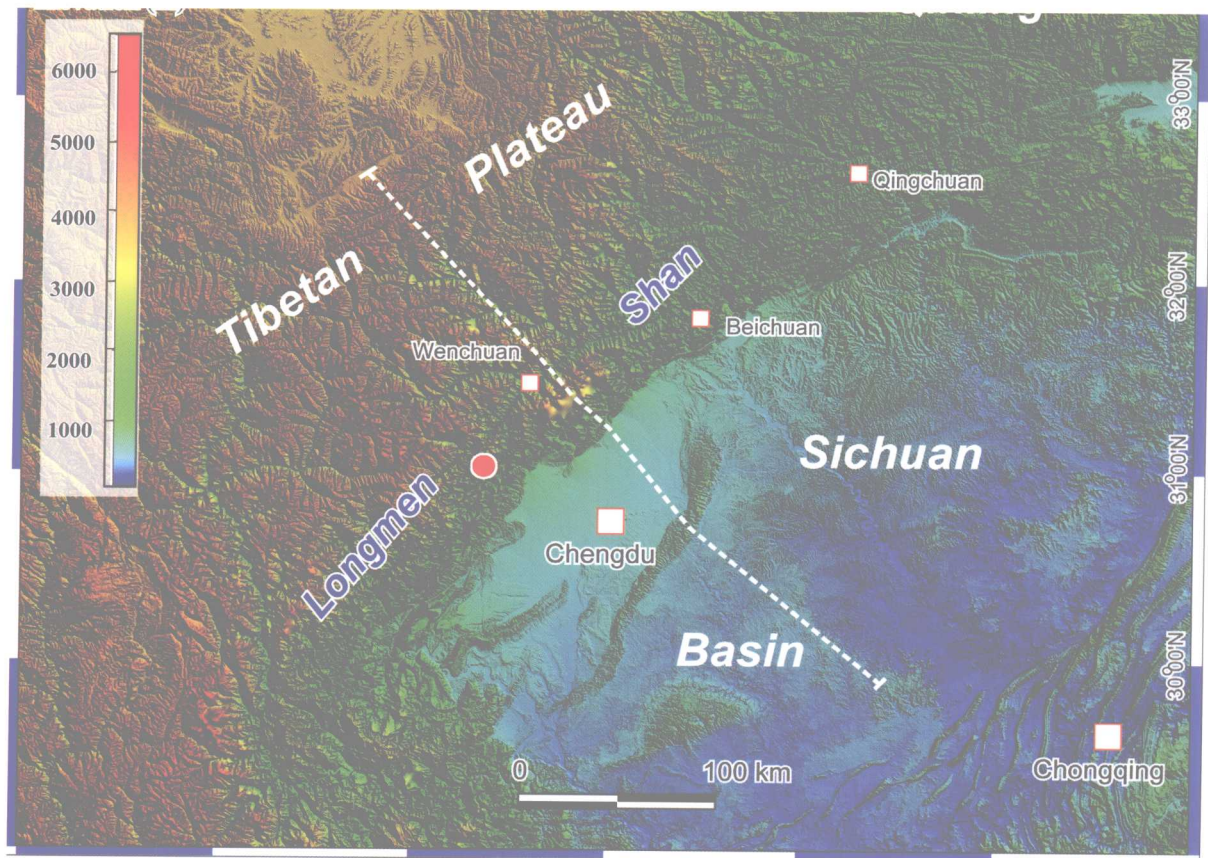 6000
5000
4000
3000
2000
1000
Plateau
Tibetan
Qingchuan
Shan
Beichuan
Wenchuan
Longmen
Sichuan
Chengdu
Basin
0 100 km
Chongqing
33°00'N
32°00'N
31°00'N
30°00'N